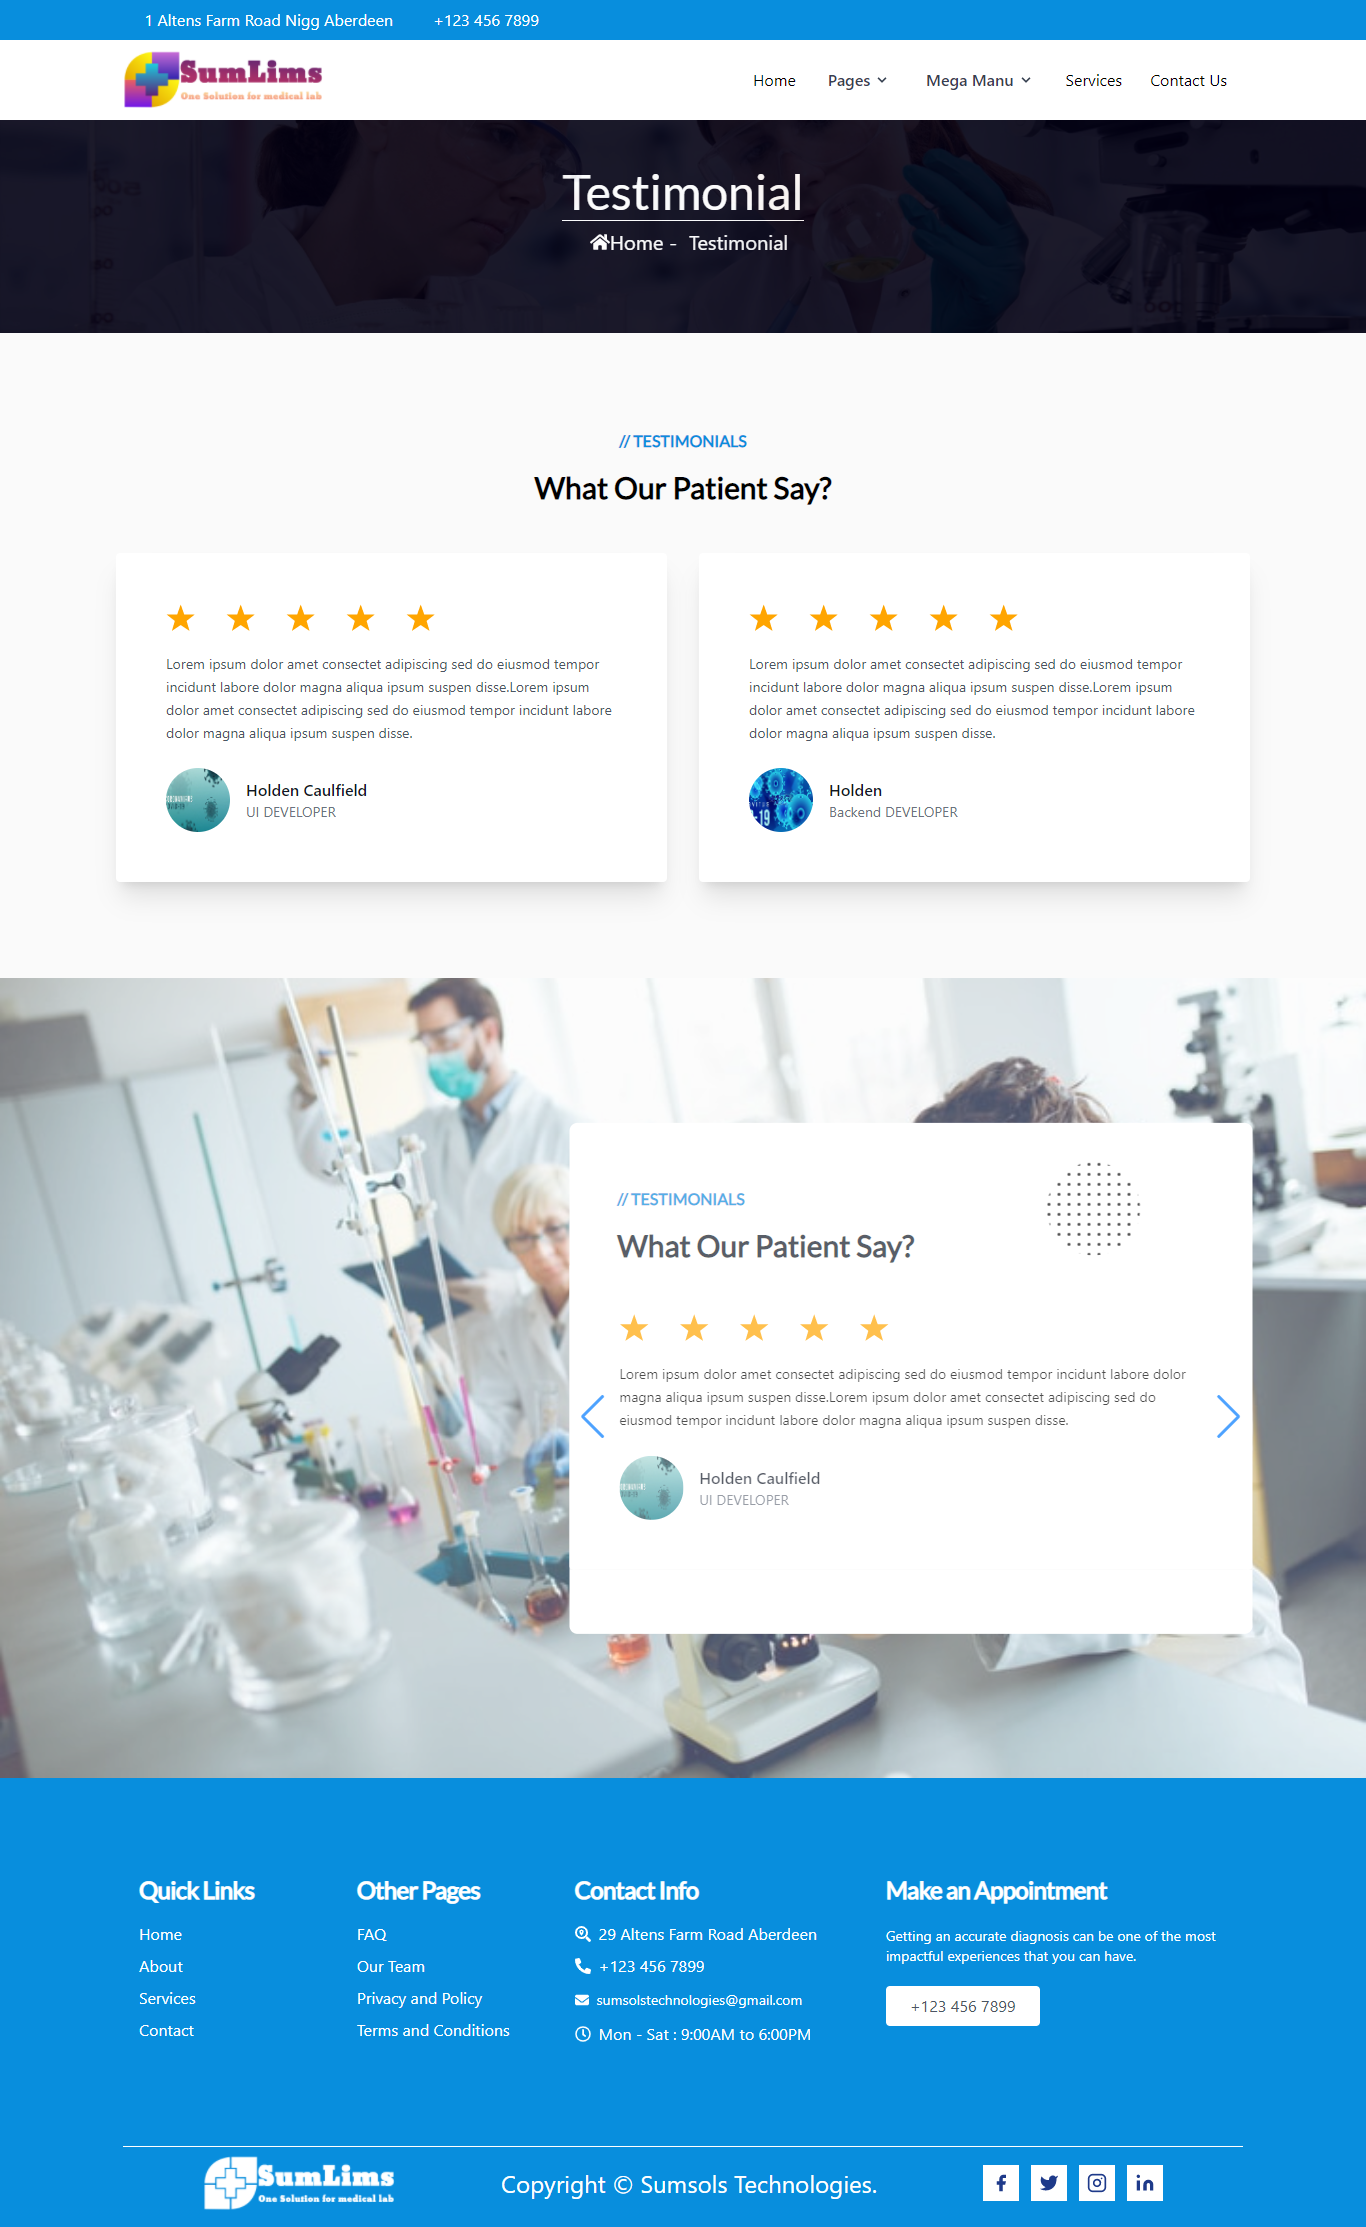 1 Altens Farm Road Nigg Aberdeen +123 456 7899
SumLims
One Solution for medical lab
Home Pages Mega Manu Services Contact Us
Testimonial
Home - Testimonial
// TESTIMONIALS
What Our Patient Say?
Lorem ipsum dolor amet consectet adipiscing sed do eiusmod tempor
incidunt labore dolor magna aliqua ipsum suspen disse.Lorem ipsum
dolor amet consectet adipiscing sed do eiusmod tempor incidunt labore
dolor magna aliqua ipsum suspen disse.
Holden Caulfield
UI DEVELOPER
Lorem ipsum dolor amet consectet adipiscing sed do eiusmod tempor
incidunt labore dolor magna aliqua ipsum suspen disse.Lorem ipsum
dolor amet consectet adipiscing sed do eiusmod tempor incidunt labore
dolor magna aliqua ipsum suspen disse.
Holden
Backend DEVELOPER
// TESTIMONIALS
What Our Patient Say?
Lorem ipsum dolor amet consectet adipiscing sed do eiusmod tempor incidunt labore dolor
magna aliqua ipsum suspen disse.Lorem ipsum dolor amet consectet adipiscing sed do
eiusmod tempor incidunt labore dolor magna aliqua ipsum suspen disse.
Holden Caulfield
UI DEVELOPER
Quick Links
Home
About
Services
Contact
Other Pages
FAQ
Our Team
Privacy and Policy
Terms and Conditions
Contact Info
29 Altens Farm Road Aberdeen
+123 456 7899
sumsolstechnologies@gmail.com
Mon - Sat : 9:00AM to 6:00PM
Make an Appointment
Getting an accurate diagnosis can be one of the most
impactful experiences that you can have.
+123 456 7899
SumLims
One Solution for medical lab
Copyright © Sumsols Technologies.